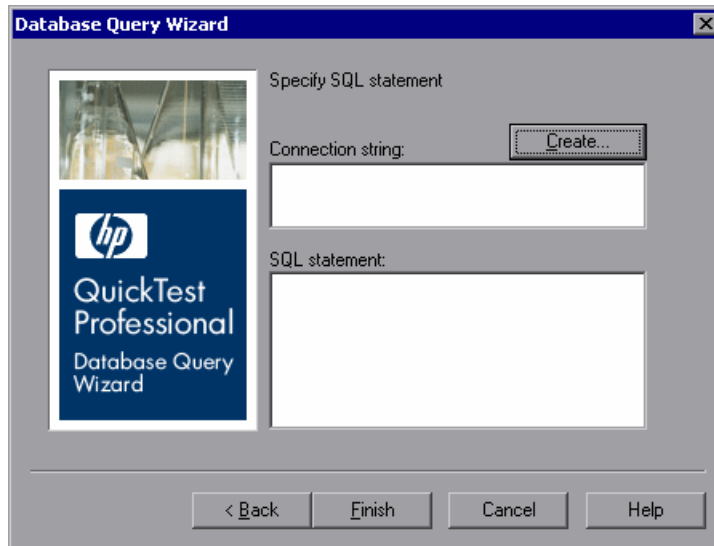 Database Query Wizard
Specify SQL statement
Connection string:
Create...
hp
QuickTest
Professional
Database Query
Wizard
SQL statement:
< Back
Finish
Cancel
Help